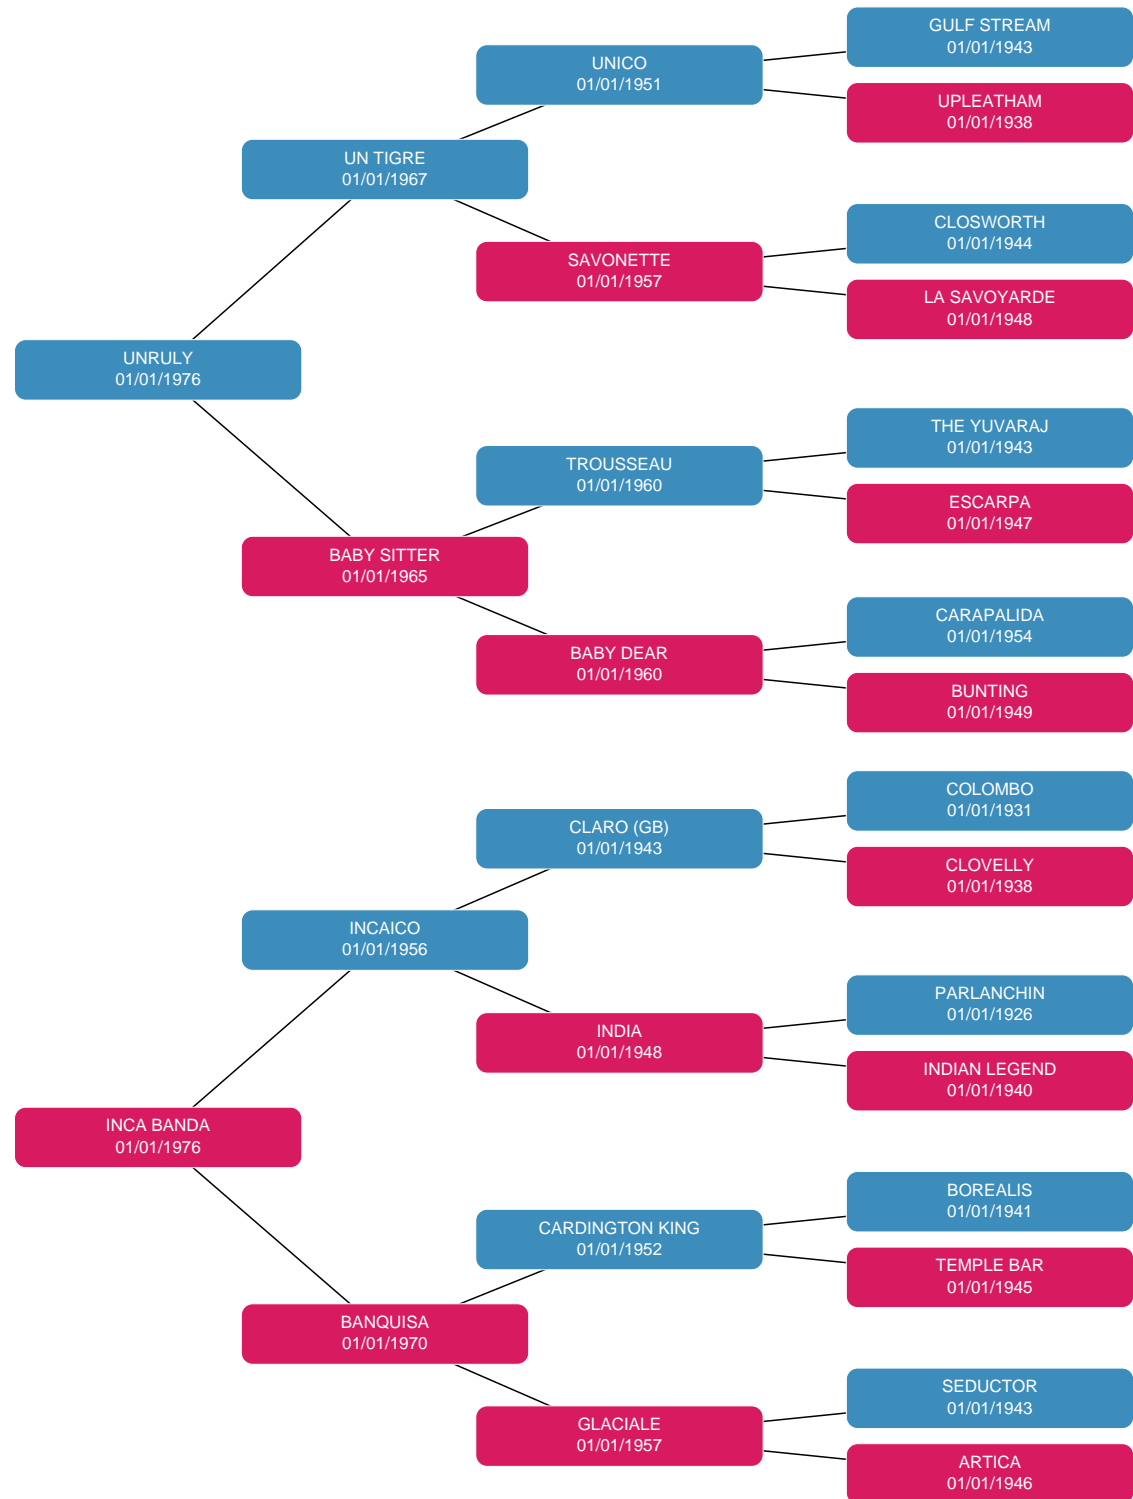 GULF STREAM
01/01/1943
UNICO
01/01/1951
UPLEATHAM
01/01/1938
UN TIGRE
01/01/1967
CLOSWORTH
01/01/1944
SAVONETTE
01/01/1957
LA SAVOYARDE
01/01/1948
UNRULY
01/01/1976
THE YUVARAJ
01/01/1943
TROUSSEAU
01/01/1960
ESCARPA
01/01/1947
BABY SITTER
01/01/1965
CARAPALIDA
01/01/1954
BABY DEAR
01/01/1960
BUNTING
01/01/1949
COLOMBO
01/01/1931
CLARO (GB)
01/01/1943
CLOVELLY
01/01/1938
INCAICO
01/01/1956
PARLANCHIN
01/01/1926
INDIA
01/01/1948
INDIAN LEGEND
01/01/1940
INCA BANDA
01/01/1976
BOREALIS
01/01/1941
CARDINGTON KING
01/01/1952
TEMPLE BAR
01/01/1945
BANQUISA
01/01/1970
SEDUCTOR
01/01/1943
GLACIALE
01/01/1957
ARTICA
01/01/1946